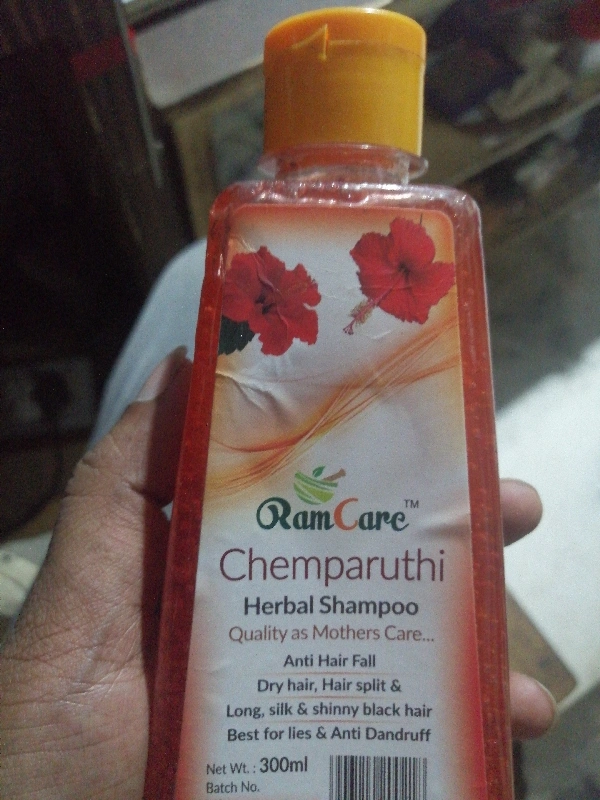 RamCare™
Chemparuthi
Herbal Shampoo
Quality as Mothers Care...
Anti Hair Fall
Dry hair, Hair split &
Long, silk & shinny black hair
Best for lies & Anti Dandruff
Net Wt. : 300ml
Batch No.